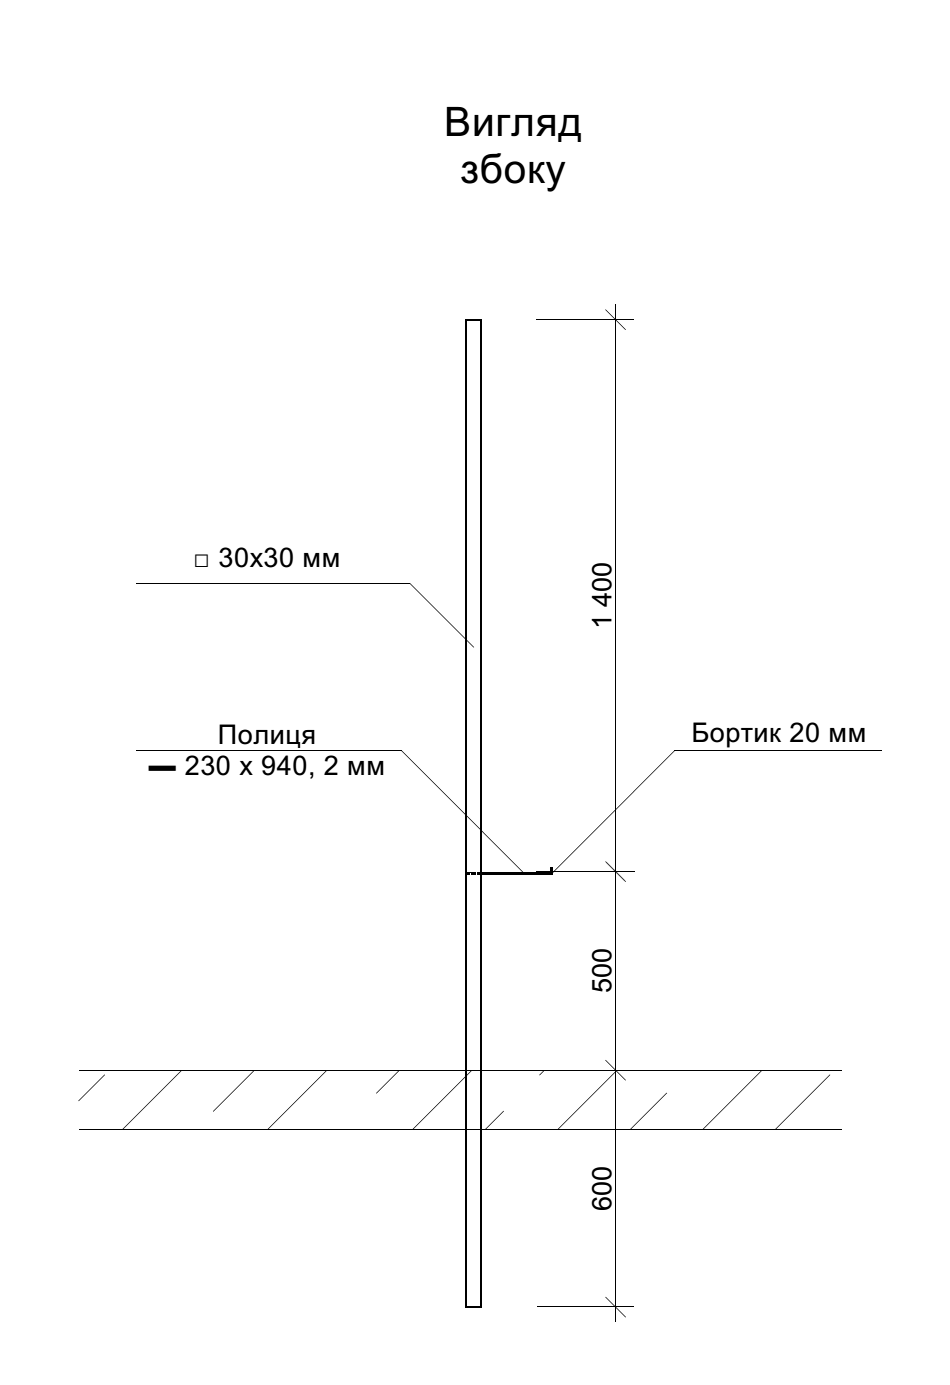 Вигляд
збоку
□ 30х30 мм
1 400
Полиця
230 х 940, 2 мм
Бортик 20 мм
500
600